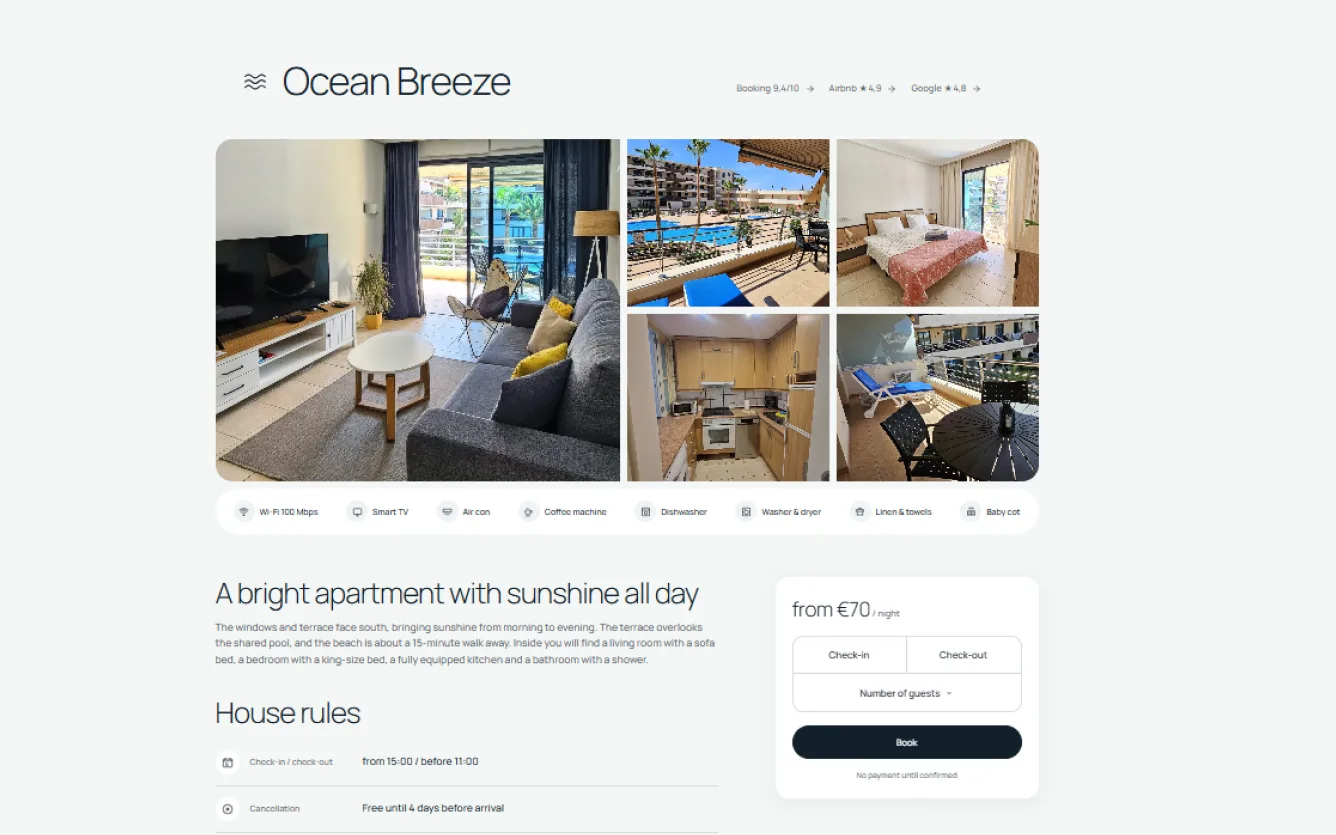 Ocean Breeze
Booking 9,4/10 → Airbnb ★ 4,9 → Google ★ 4,8 →
Wi-Fi 100 Mbps Smart TV Air con Coffee machine Dishwasher Washer & dryer Linen & towels Baby cot
A bright apartment with sunshine all day
The windows and terrace face south, bringing sunshine from morning to evening. The terrace overlooks
the shared pool, and the beach is about a 15-minute walk away. Inside you will find a living room with a sofa
bed, a bedroom with a king-size bed, a fully equipped kitchen and a bathroom with a shower.
House rules
Check-in / check-out from 15:00 / before 11:00
Cancellation Free until 4 days before arrival
from €70 / night
Check-in Check-out
Number of guests
Book
No payment until confirmed